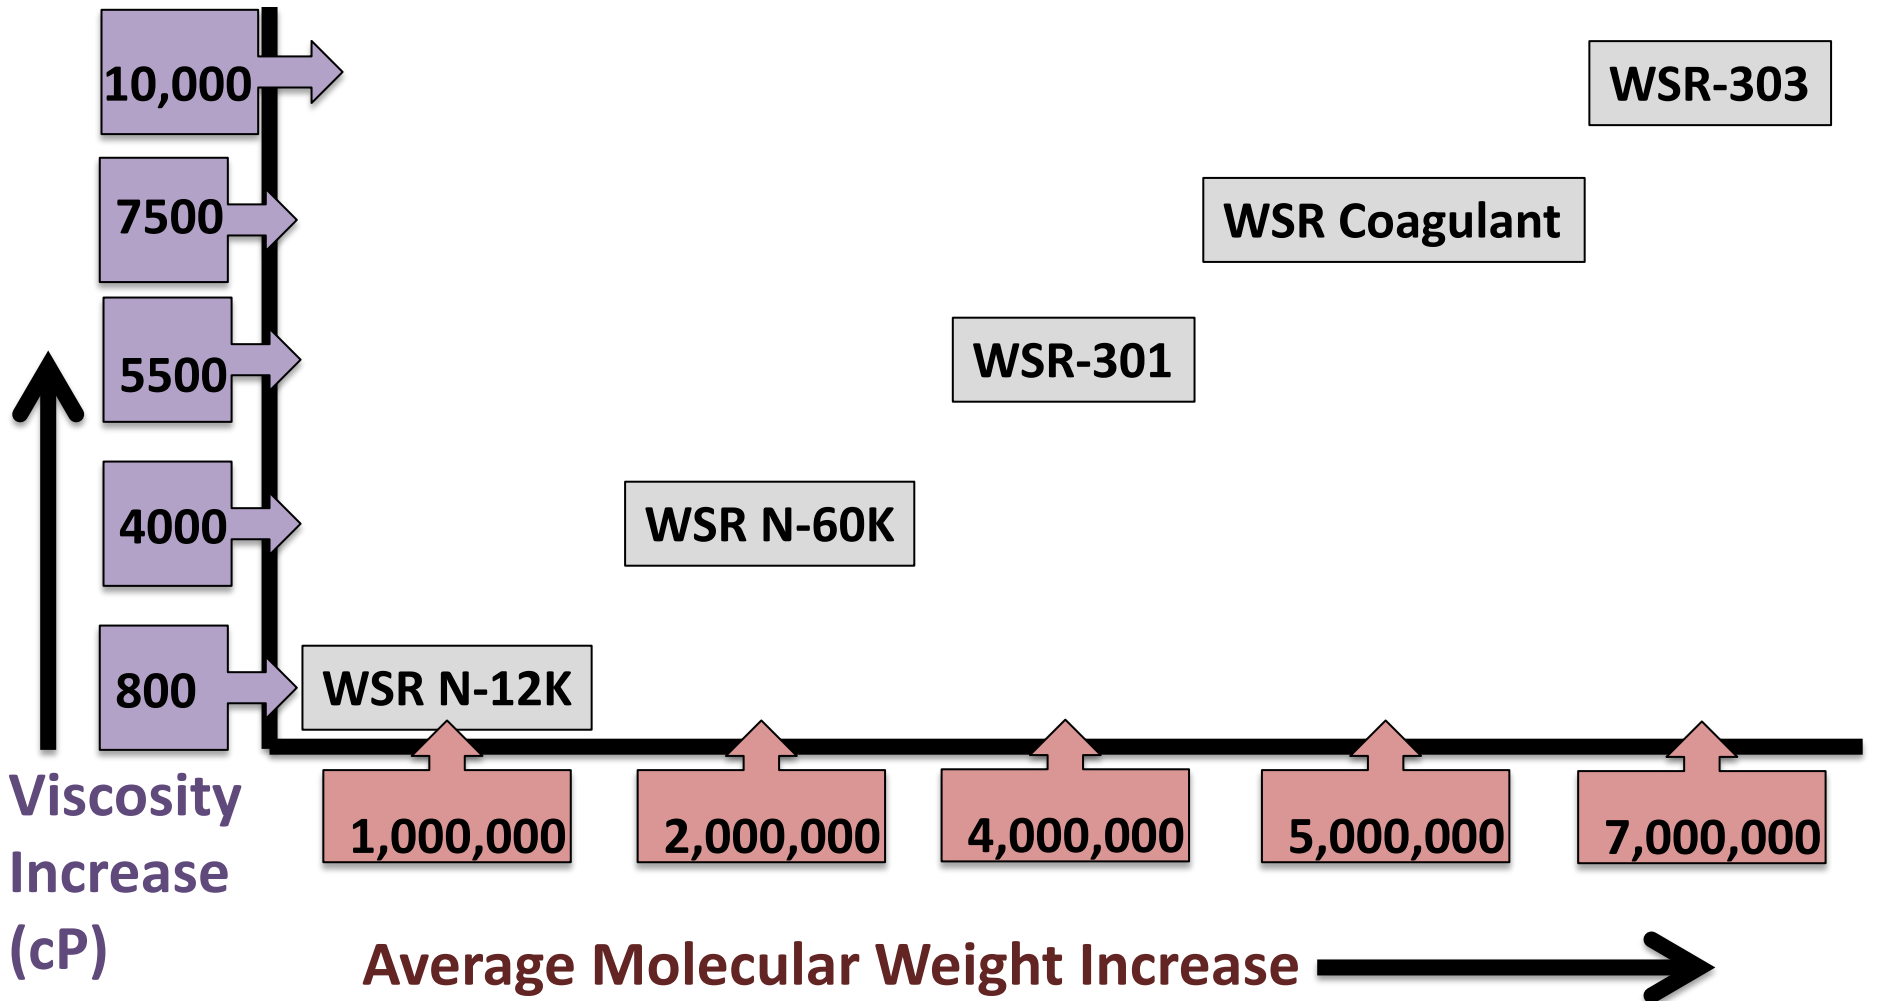 10,000
WSR-303
7500
WSR Coagulant
5500
WSR-301
4000
WSR N-60K
800
WSR N-12K
1,000,000
2,000,000
4,000,000
5,000,000
7,000,000
Viscosity
Increase
(cP)
Average Molecular Weight Increase